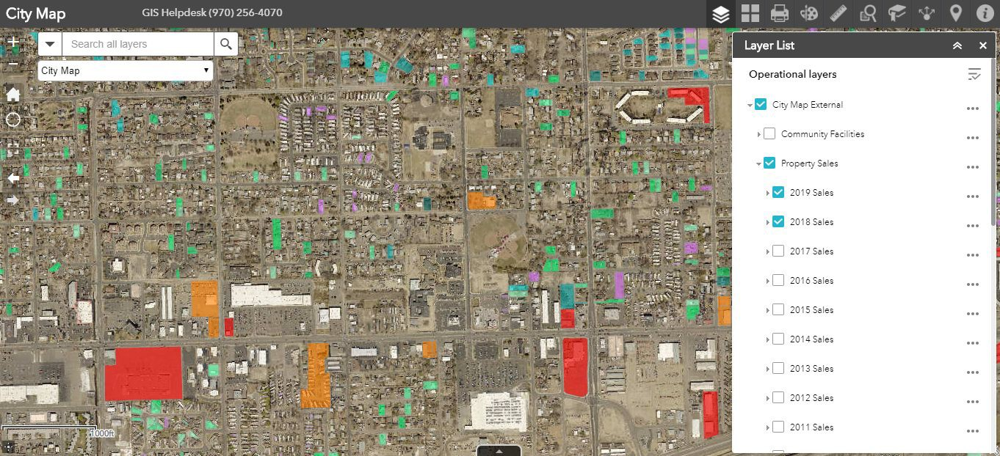 City Map
GIS Helpdesk (970) 256-4070
Search all layers
City Map
Layer List
Operational layers
City Map External
Community Facilities
Property Sales
2019 Sales
2018 Sales
2017 Sales
2016 Sales
2015 Sales
2014 Sales
2013 Sales
2012 Sales
2011 Sales
1000ft